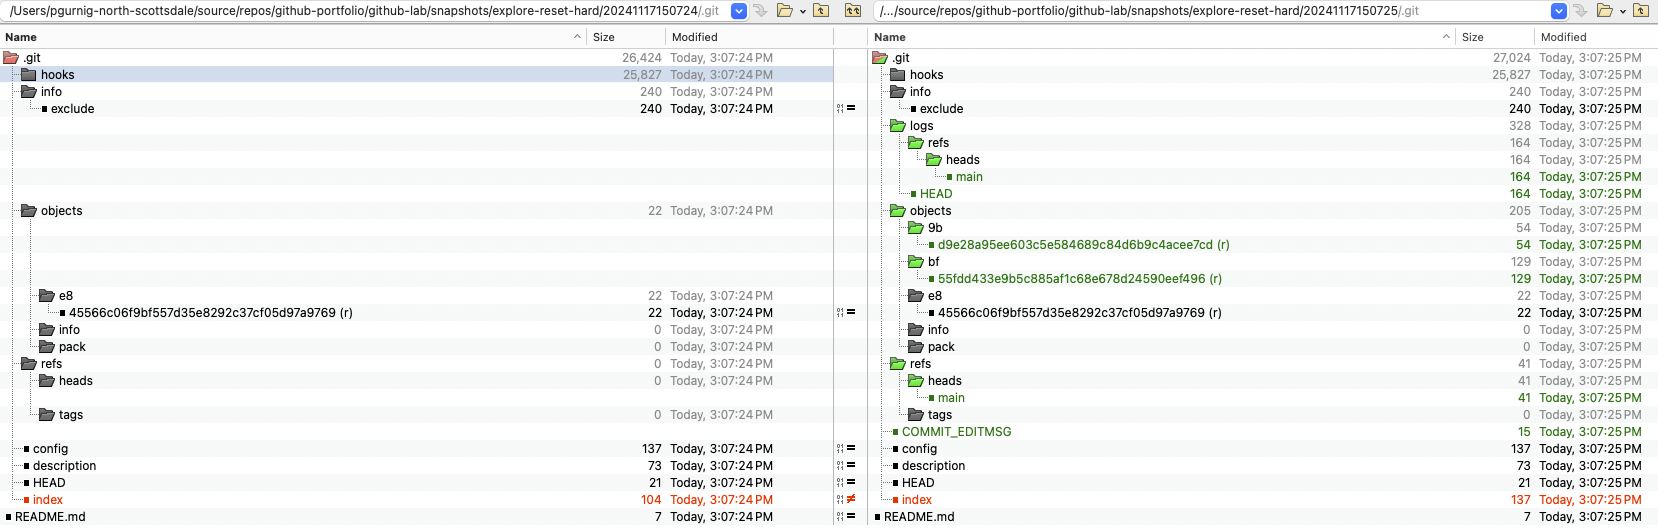 /Users/pgurnig-north-scottsdale/source/repos/github-portfolio/github-lab/snapshots/explore-reset-hard/20241117150724/.git /.../source/repos/github-portfolio/github-lab/snapshots/explore-reset-hard/20241117150725/.git
Name Size Modified Name Size Modified
.git 26,424 Today, 3:07:24 PM .git 27,024 Today, 3:07:25 PM
hooks 25,827 Today, 3:07:24 PM hooks 25,827 Today, 3:07:25 PM
info 240 Today, 3:07:24 PM info 240 Today, 3:07:25 PM
exclude 240 Today, 3:07:24 PM = exclude 240 Today, 3:07:25 PM
logs 328 Today, 3:07:25 PM
refs 164 Today, 3:07:25 PM
heads 164 Today, 3:07:25 PM
main 164 Today, 3:07:25 PM
HEAD 164 Today, 3:07:25 PM
objects 22 Today, 3:07:24 PM objects 205 Today, 3:07:25 PM
9b 54 Today, 3:07:25 PM
d9e28a95ee603c5e584689c84d6b9c4acee7cd (r) 54 Today, 3:07:25 PM
bf 129 Today, 3:07:25 PM
55fdd433e9b5c885af1c68e678d24590eef496 (r) 129 Today, 3:07:25 PM
e8 22 Today, 3:07:24 PM e8 22 Today, 3:07:25 PM
45566c06f9bf557d35e8292c37cf05d97a9769 (r) 22 Today, 3:07:24 PM = 45566c06f9bf557d35e8292c37cf05d97a9769 (r) 22 Today, 3:07:25 PM
info 0 Today, 3:07:24 PM info 0 Today, 3:07:25 PM
pack 0 Today, 3:07:24 PM pack 0 Today, 3:07:25 PM
refs 0 Today, 3:07:24 PM refs 41 Today, 3:07:25 PM
heads 0 Today, 3:07:24 PM heads 41 Today, 3:07:25 PM
main 41 Today, 3:07:25 PM
tags 0 Today, 3:07:24 PM tags 0 Today, 3:07:25 PM
COMMIT_EDITMSG 15 Today, 3:07:25 PM
config 137 Today, 3:07:24 PM = config 137 Today, 3:07:25 PM
description 73 Today, 3:07:24 PM = description 73 Today, 3:07:25 PM
HEAD 21 Today, 3:07:24 PM = HEAD 21 Today, 3:07:25 PM
index 104 Today, 3:07:24 PM ≠ index 137 Today, 3:07:25 PM
README.md 7 Today, 3:07:24 PM = README.md 7 Today, 3:07:25 PM